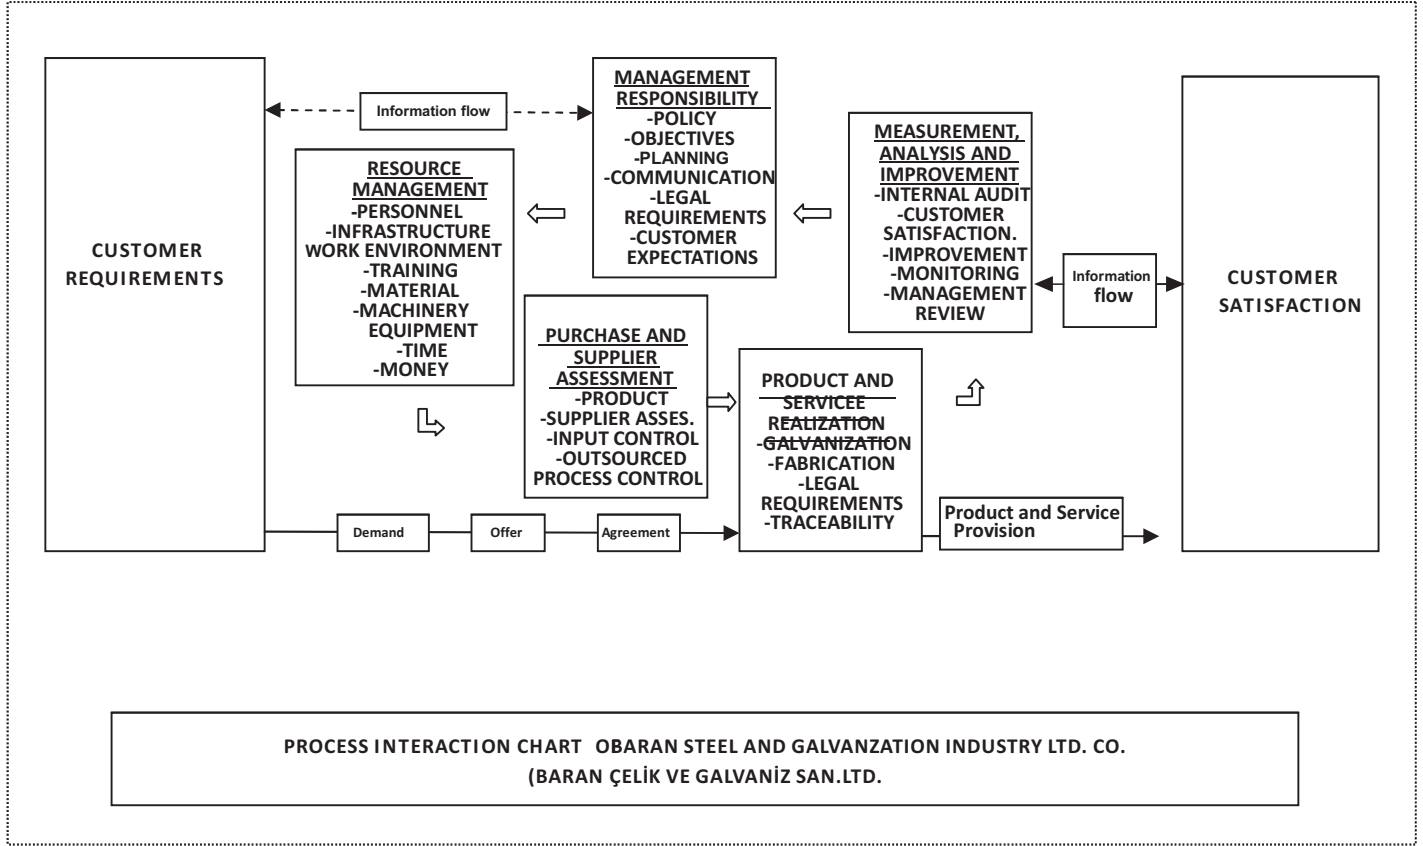 CUSTOMER
REQUIREMENTS
Information flow
MANAGEMENT
RESPONSIBILITY
-POLICY
-OBJECTIVES
-PLANNING
-COMMUNICATION
-LEGAL
REQUIREMENTS
-CUSTOMER
EXPECTATIONS
RESOURCE
MANAGEMENT
-PERSONNEL
-INFRASTRUCTURE
WORK ENVIRONMENT
-TRAINING
-MATERIAL
-MACHINERY
EQUIPMENT
-TIME
-MONEY
PURCHASE AND
SUPPLIER
ASSESSMENT
-PRODUCT
-SUPPLIER ASSES.
-INPUT CONTROL
-OUTSOURCED
PROCESS CONTROL
PRODUCT AND
SERVICEE
REALIZATION
-GALVANIZATION
-FABRICATION
-LEGAL
REQUIREMENTS
-TRACEABILITY
MEASUREMENT,
ANALYSIS AND
IMPROVEMENT
-INTERNAL AUDIT
-CUSTOMER
SATISFACTION.
-IMPROVEMENT
-MONITORING
-MANAGEMENT
REVIEW
Information
flow
CUSTOMER
SATISFACTION
Demand
Offer
Agreement
Product and Service
Provision
PROCESS INTERACTION CHART OBARAN STEEL AND GALVANZATION INDUSTRY LTD. CO.
(BARAN ÇELİK VE GALVANİZ SAN.LTD.